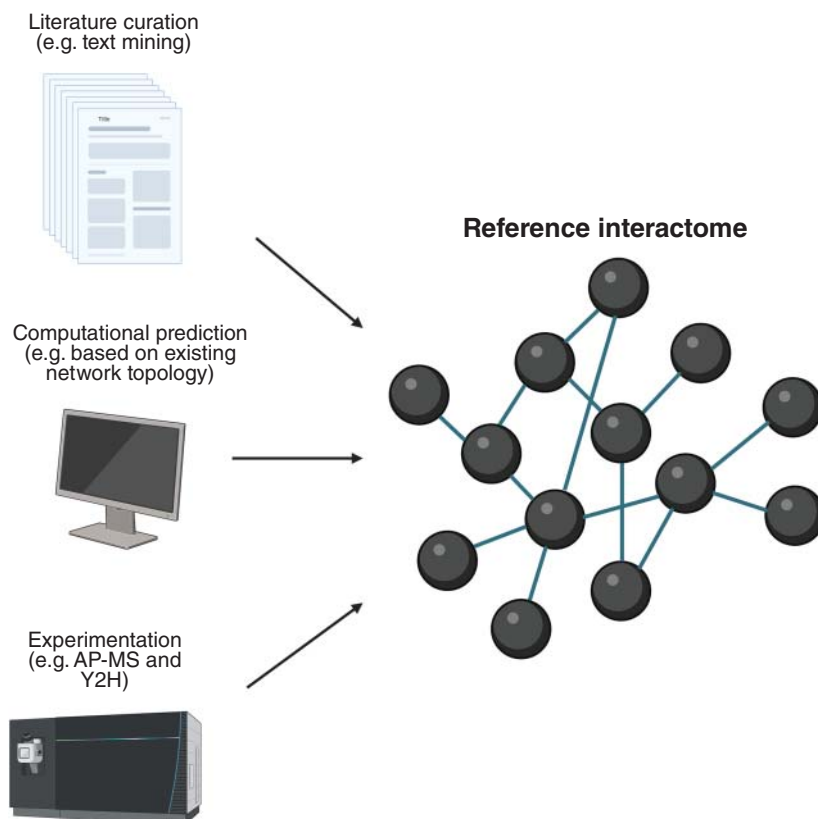 Literature curation
(e.g. text mining)
Title
Reference interactome
Computational prediction
(e.g. based on existing
network topology)
Experimentation
(e.g. AP-MS and
Y2H)